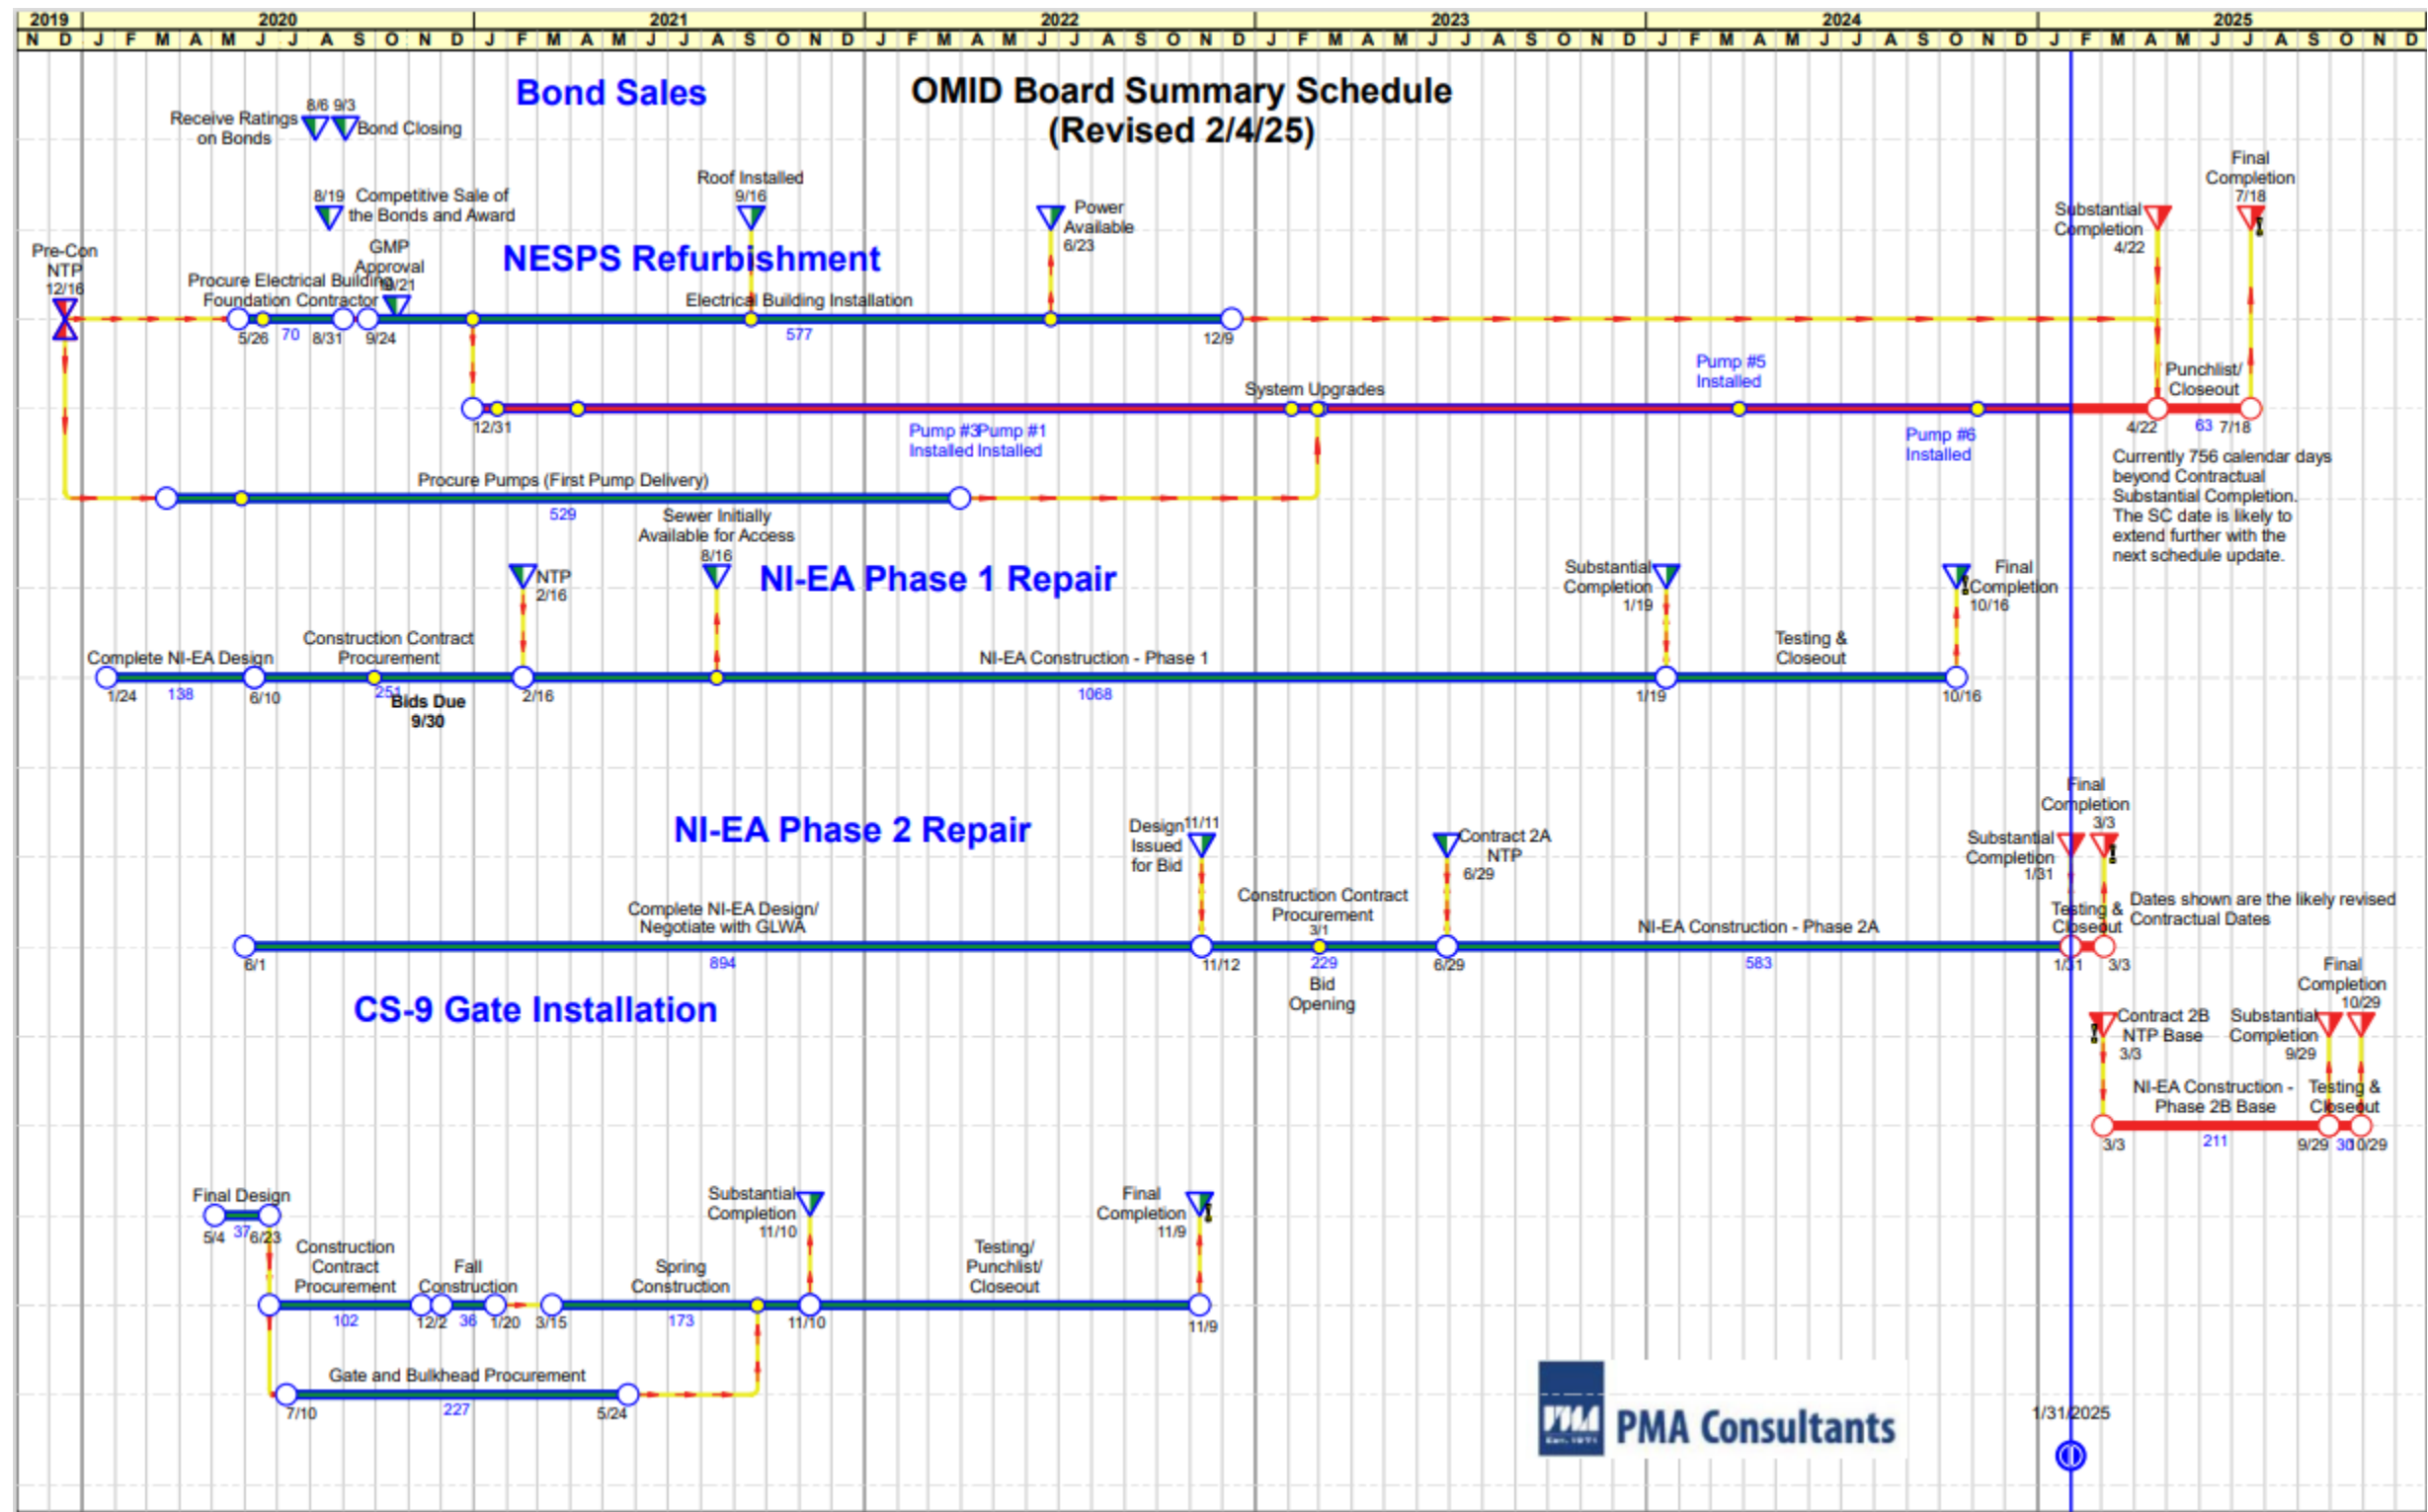 2019 2020 2021 2022 2023 2024 2025
N D J F M A M J J A S O N D J F M A M J J A S O N D J F M A M J J A S O N D J F M A M J J A S O N D J F M A M J J A S O N D J F M A M J J A S O N D
Bond Sales
OMID Board Summary Schedule
(Revised 2/4/25)
8/6 9/3
Receive Ratings
on Bonds
Bond Closing
8/19 Competitive Sale of
the Bonds and Award
Roof Installed
9/16
Power
Available
6/23
Substantial
Completion
4/22
Final
Completion
7/18
Pre-Con
NTP
12/16
GMP
Approval
10/21
NESPS Refurbishment
Procure Electrical Building
Foundation Contractor
Electrical Building Installation
5/26 70 8/31 9/24 577 12/9
Pump #5
Installed
Punchlist/
Closeout
System Upgrades
12/31
Pump #3
Installed
Pump #1
Installed
Pump #6
Installed
4/22 63 7/18
Currently 756 calendar days
beyond Contractual
Substantial Completion.
The SC date is likely to
extend further with the
next schedule update.
Procure Pumps (First Pump Delivery)
529
Sewer Initially
Available for Access
8/16
NI-EA Phase 1 Repair
NTP
2/16
Substantial
Completion
1/19
Final
Completion
10/16
Complete NI-EA Design
Construction Contract
Procurement
NI-EA Construction - Phase 1
Testing &
Closeout
1/24 138 6/10 251 2/16 1068 1/19 10/16
Bids Due
9/30
NI-EA Phase 2 Repair
Design
Issued
for Bid
11/11
Contract 2A
NTP
6/29
Substantial
Completion
1/31
Final
Completion
3/3
Complete NI-EA Design/
Negotiate with GLWA
Construction Contract
Procurement
3/1
NI-EA Construction - Phase 2A
Testing &
Closeout
Dates shown are the likely revised
Contractual Dates
6/1 894 11/12 229 6/29 583 1/31 3/3
Bid
Opening
CS-9 Gate Installation
Contract 2B
NTP Base
3/3
Substantial
Completion
9/29
Final
Completion
10/29
NI-EA Construction -
Phase 2B Base
Testing &
Closeout
3/3 211 9/29 30 10/29
Final Design
5/4 37 6/23
Substantial
Completion
11/10
Final
Completion
11/9
Construction
Contract
Procurement
Fall
Construction
Spring
Construction
Testing/
Punchlist/
Closeout
102 12/2 36 1/20 3/15 173 11/10 11/9
Gate and Bulkhead Procurement
7/10 227 5/24
PMA
Est. 1971
PMA Consultants
1/31/2025